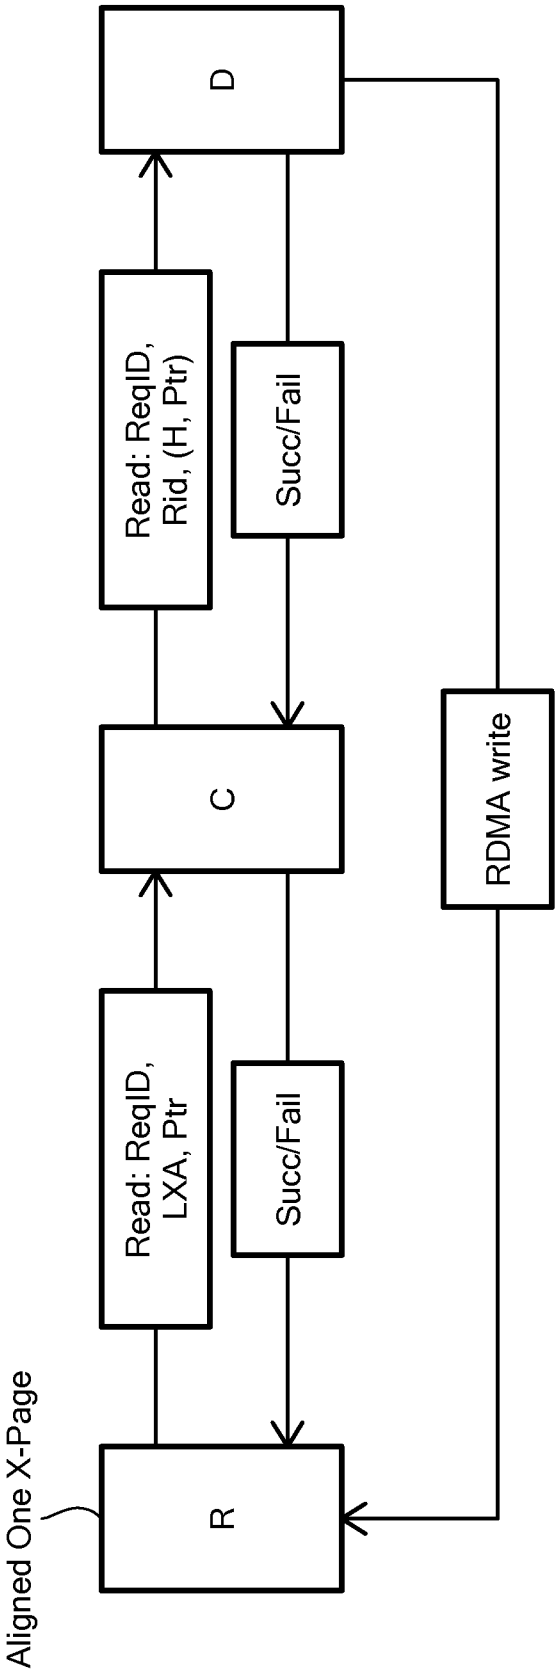 Aligned One X-Page
R
Read: ReqID,
LXA, Ptr
Succ/Fail
C
Read: ReqID,
Rid, (H, Ptr)
Succ/Fail
D
RDMA write